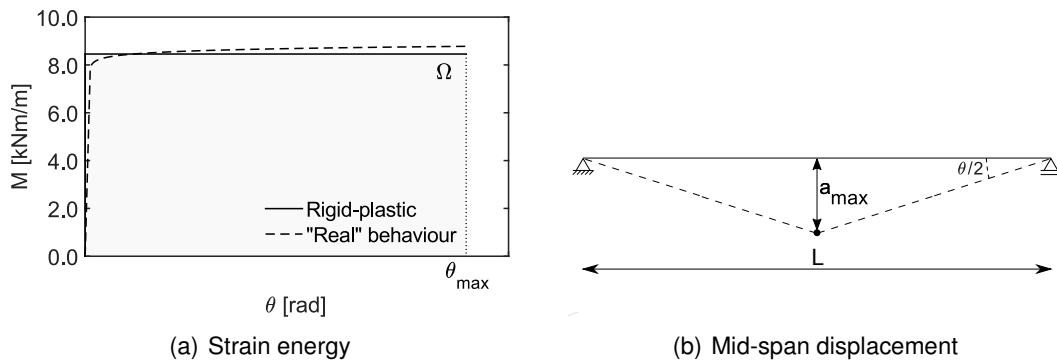 10.0
8.0
6.0
4.0
2.0
0.0
M [kNm/m]
Ω
Rigid-plastic
"Real" behaviour
θmax
θ [rad]
(a) Strain energy
θ/2
amax
L
(b) Mid-span displacement